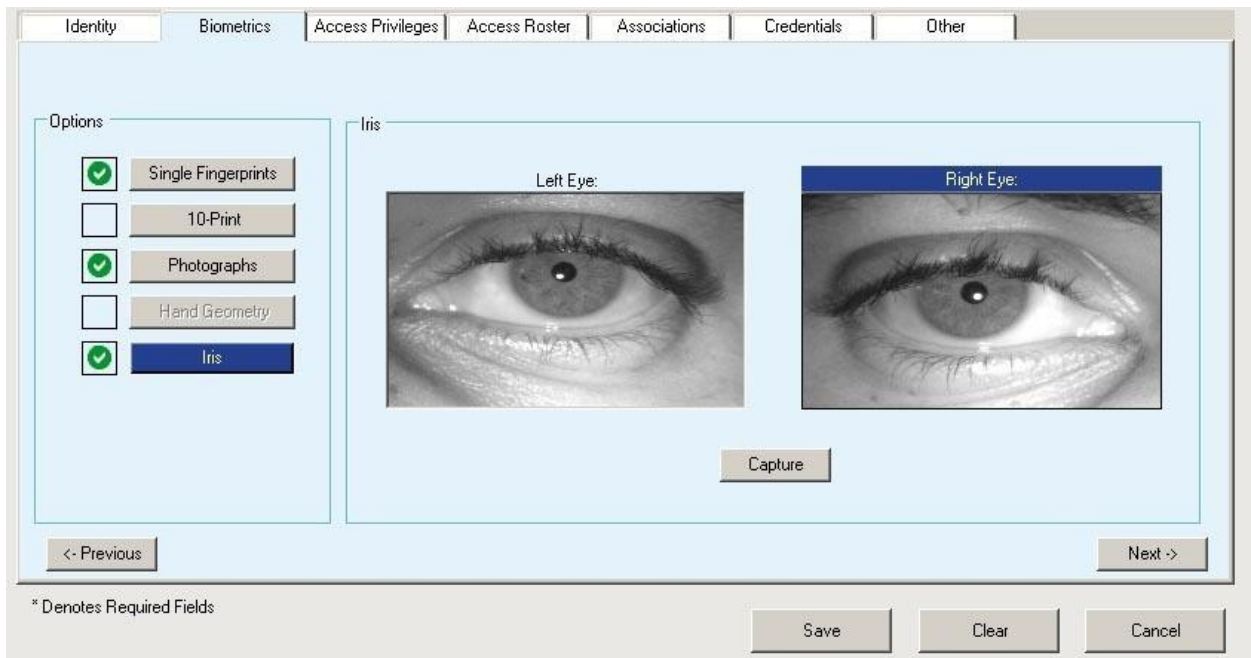 Identity Biometrics Access Privileges Access Roster Associations Credentials Other
Options
Single Fingerprints
10-Print
Photographs
Hand Geometry
Iris
Iris
Left Eye:
Right Eye:
Capture
<- Previous
Next ->
* Denotes Required Fields
Save Clear Cancel